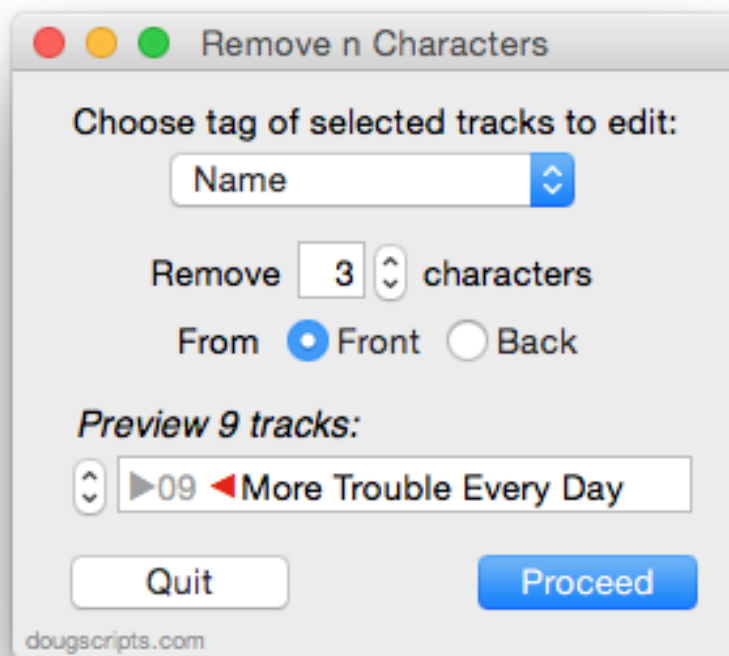 Remove n Characters
Choose tag of selected tracks to edit:
Name
Remove 3 characters
From Front Back
Preview 9 tracks:
▶09 ◀More Trouble Every Day
Quit Proceed
dougscripts.com